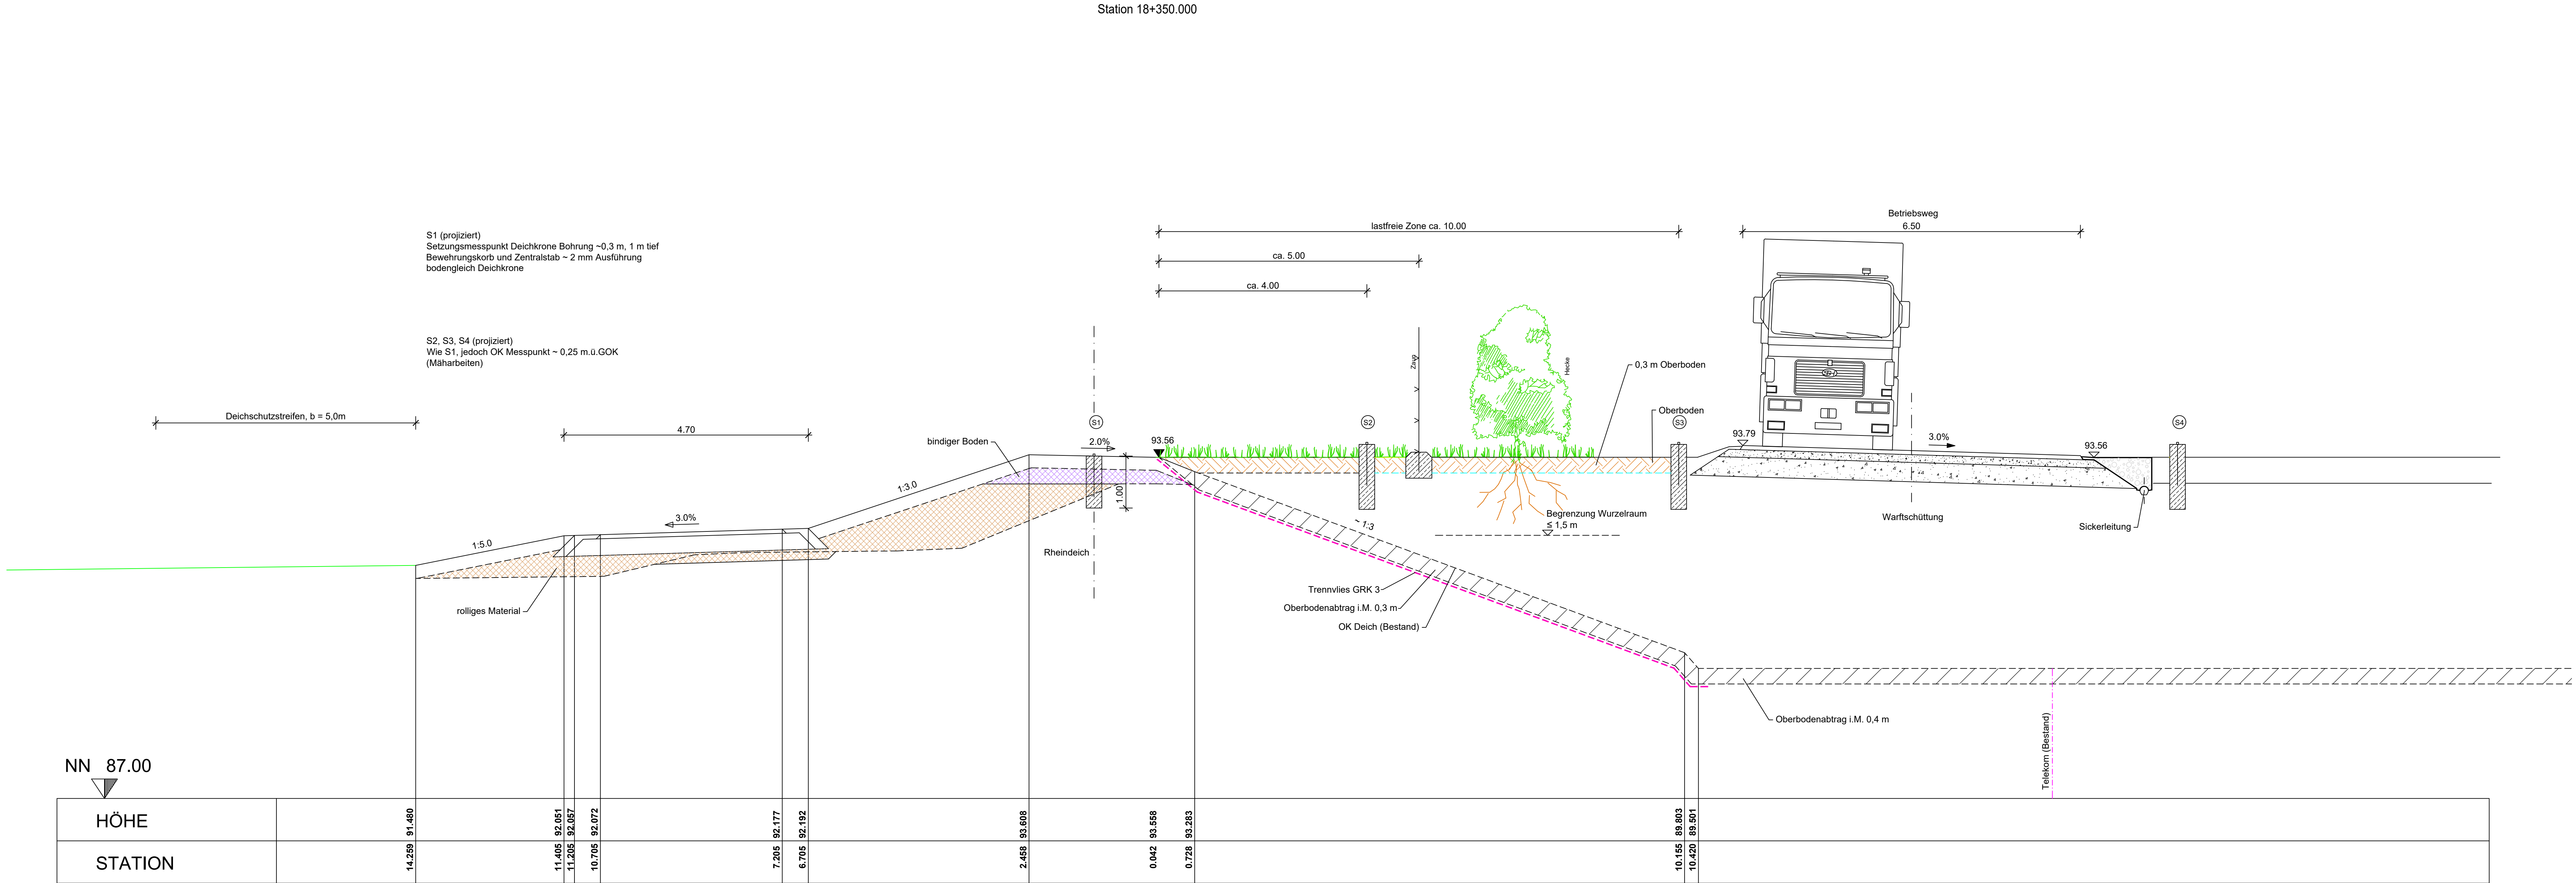 Station 18+350.000
Betriebsweg
6.50
lastfreie Zone ca. 10.00
ca. 5.00
ca. 4.00
S1 (projiziert)
Setzungsmesspunkt Deichkrone Bohrung ~0,3 m, 1 m tief
Bewehrungskorb und Zentralstab ~ 2 mm Ausführung
bodengleich Deichkrone
S2, S3, S4 (projiziert)
Wie S1, jedoch OK Messpunkt ~ 0,25 m.ü.GOK
(Mäharbeiten)
Zaun
Hecke
0,3 m Oberboden
Oberboden
Deichschutzstreifen, b = 5,0m
4.70
S1
S2
S3
S4
bindiger Boden
2.0%
93.56
93.79
3.0%
93.56
1:3.0
1.00
3.0%
1:5.0
Begrenzung Wurzelraum
≤ 1,5 m
Warftschüttung
Sickerleitung
~ 1:3
Rheindeich
rolliges Material
Trennvlies GRK 3
Oberbodenabtrag i.M. 0,3 m
OK Deich (Bestand)
Oberbodenabtrag i.M. 0,4 m
Telekom (Bestand)
NN 87.00
HÖHE 91.480 92.051 92.057 92.072 92.177 92.192 93.608 93.558 93.283 89.803 89.501
STATION 14.259 11.405 11.205 10.705 7.205 6.705 2.458 0.042 0.728 10.155 10.420